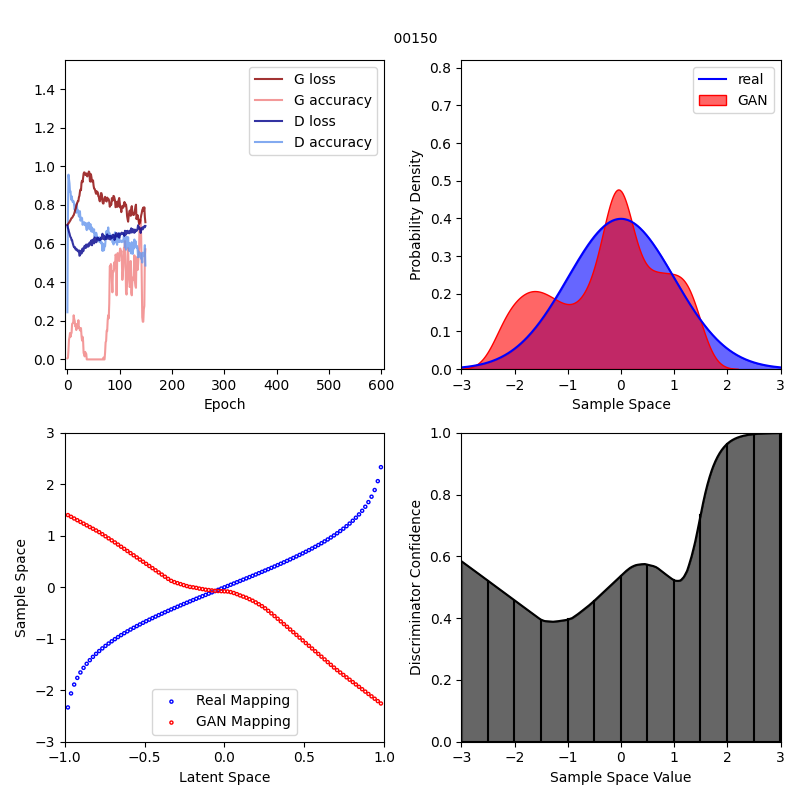 00150
G loss
G accuracy
D loss
D accuracy
1.4
1.2
1.0
0.8
0.6
0.4
0.2
0.0
0 100 200 300 400 500 600
Epoch
real
GAN
Probability Density
0.8
0.7
0.6
0.5
0.4
0.3
0.2
0.1
0.0
−3 −2 −1 0 1 2 3
Sample Space
Sample Space
3
2
1
0
−1
−2
−3
Real Mapping
GAN Mapping
−1.0 −0.5 0.0 0.5 1.0
Latent Space
Discriminator Confidence
1.0
0.8
0.6
0.4
0.2
0.0
−3 −2 −1 0 1 2 3
Sample Space Value